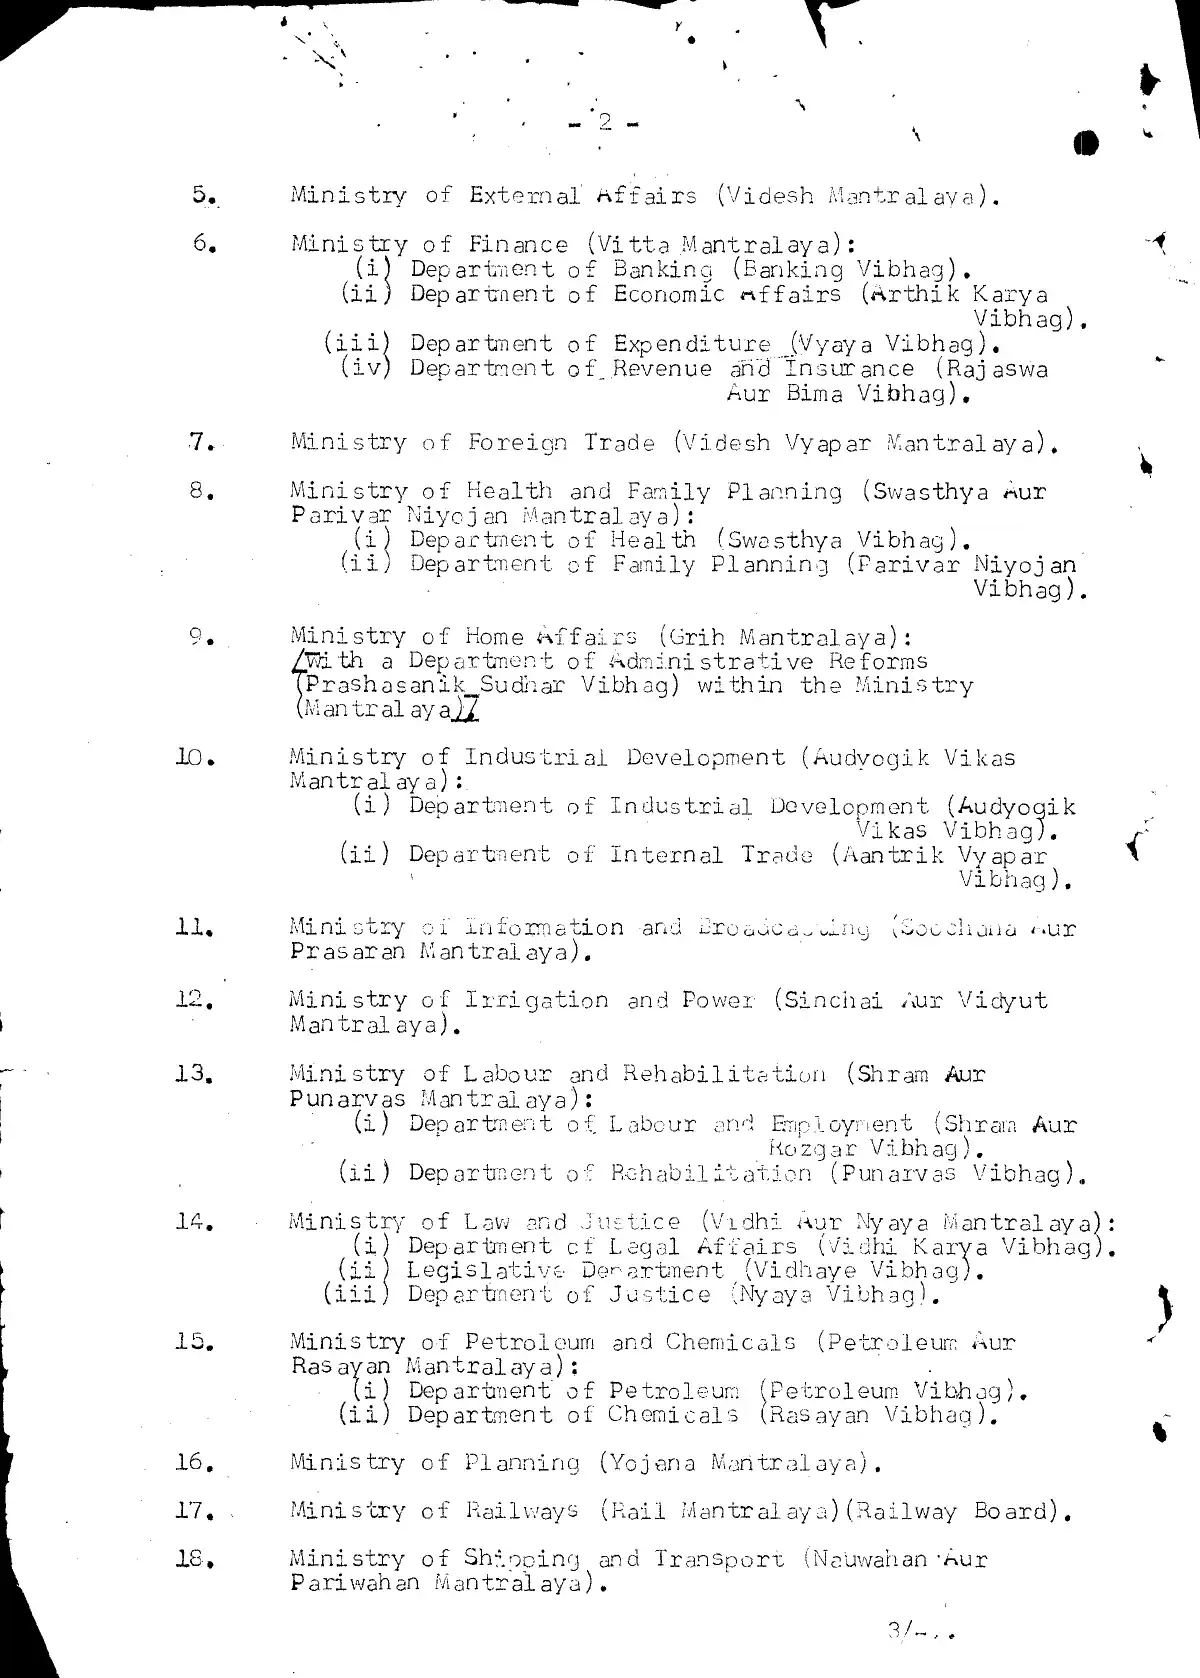 - 2 -
5. Ministry of External Affairs (Videsh Mantralaya).
6. Ministry of Finance (Vitta Mantralaya):
(i) Department of Banking (Banking Vibhag).
(ii) Department of Economic Affairs (Arthik Karya
Vibhag).
(iii) Department of Expenditure (Vyaya Vibhag).
(iv) Department of Revenue and Insurance (Rajaswa
Aur Bima Vibhag).
7. Ministry of Foreign Trade (Videsh Vyapar Mantralaya).
8. Ministry of Health and Family Planning (Swasthya Aur
Parivar Niyojan Mantralaya):
(i) Department of Health (Swasthya Vibhag).
(ii) Department of Family Planning (Parivar Niyojan
Vibhag).
9. Ministry of Home Affairs (Grih Mantralaya):
[With a Department of Administrative Reforms
(Prashasanik Sudhar Vibhag) within the Ministry
(Mantralaya)]
10. Ministry of Industrial Development (Audyogik Vikas
Mantralaya):
(i) Department of Industrial Development (Audyogik
Vikas Vibhag).
(ii) Department of Internal Trade (Aantrik Vyapar
Vibhag).
11. Ministry of Information and Broadcasting (Soochana Aur
Prasaran Mantralaya).
12. Ministry of Irrigation and Power (Sinchai Aur Vidyut
Mantralaya).
13. Ministry of Labour and Rehabilitation (Shram Aur
Punarvas Mantralaya):
(i) Department of Labour and Employment (Shram Aur
Rozgar Vibhag).
(ii) Department of Rehabilitation (Punarvas Vibhag).
14. Ministry of Law and Justice (Vidhi Aur Nyaya Mantralaya):
(i) Department of Legal Affairs (Vidhi Karya Vibhag).
(ii) Legislative Department (Vidhaye Vibhag).
(iii) Department of Justice (Nyaya Vibhag).
15. Ministry of Petroleum and Chemicals (Petroleum Aur
Rasayan Mantralaya):
(i) Department of Petroleum (Petroleum Vibhag).
(ii) Department of Chemicals (Rasayan Vibhag).
16. Ministry of Planning (Yojana Mantralaya).
17. Ministry of Railways (Rail Mantralaya)(Railway Board).
18. Ministry of Shipping and Transport (Nauwahan Aur
Pariwahan Mantralaya).
3/-..